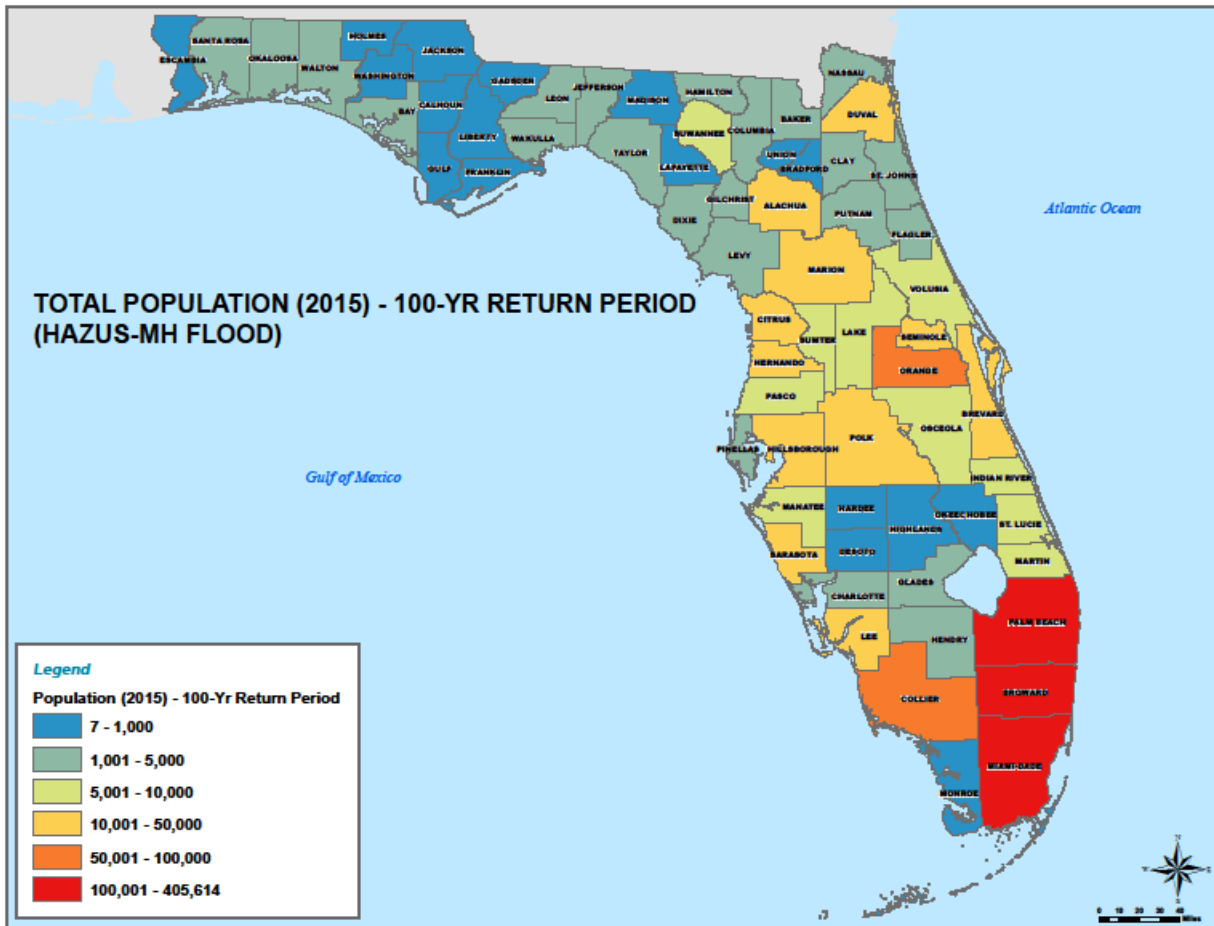 ESCAMBIA
SANTA ROSA
OKALOOSA
WALTON
HOLMES
WASHINGTON
JACKSON
BAY
CALHOUN
GULF
LIBERTY
GADSDEN
FRANKLIN
LEON
WAKULLA
JEFFERSON
MADISON
TAYLOR
HAMILTON
SUWANNEE
LAFAYETTE
DIXIE
COLUMBIA
GILCHRIST
LEVY
BAKER
UNION
BRADFORD
ALACHUA
NASSAU
DUVAL
CLAY
ST. JOHNS
PUTNAM
FLAGLER
MARION
VOLUSIA
Atlantic Ocean
TOTAL POPULATION (2015) - 100-YR RETURN PERIOD
(HAZUS-MH FLOOD)
CITRUS
SUMTER
LAKE
SEMINOLE
HERNANDO
ORANGE
PASCO
BREVARD
OSCEOLA
POLK
PINELLAS
HILLSBOROUGH
Gulf of Mexico
INDIAN RIVER
MANATEE
HARDEE
HIGHLANDS
OKEECHOBEE
ST. LUCIE
SARASOTA
DESOTO
MARTIN
CHARLOTTE
GLADES
PALM BEACH
LEE
HENDRY
BROWARD
COLLIER
MIAMI-DADE
MONROE
Legend
Population (2015) - 100-Yr Return Period
7 - 1,000
1,001 - 5,000
5,001 - 10,000
10,001 - 50,000
50,001 - 100,000
100,001 - 405,614
N
W
E
S
0 10 20 30 40
Miles